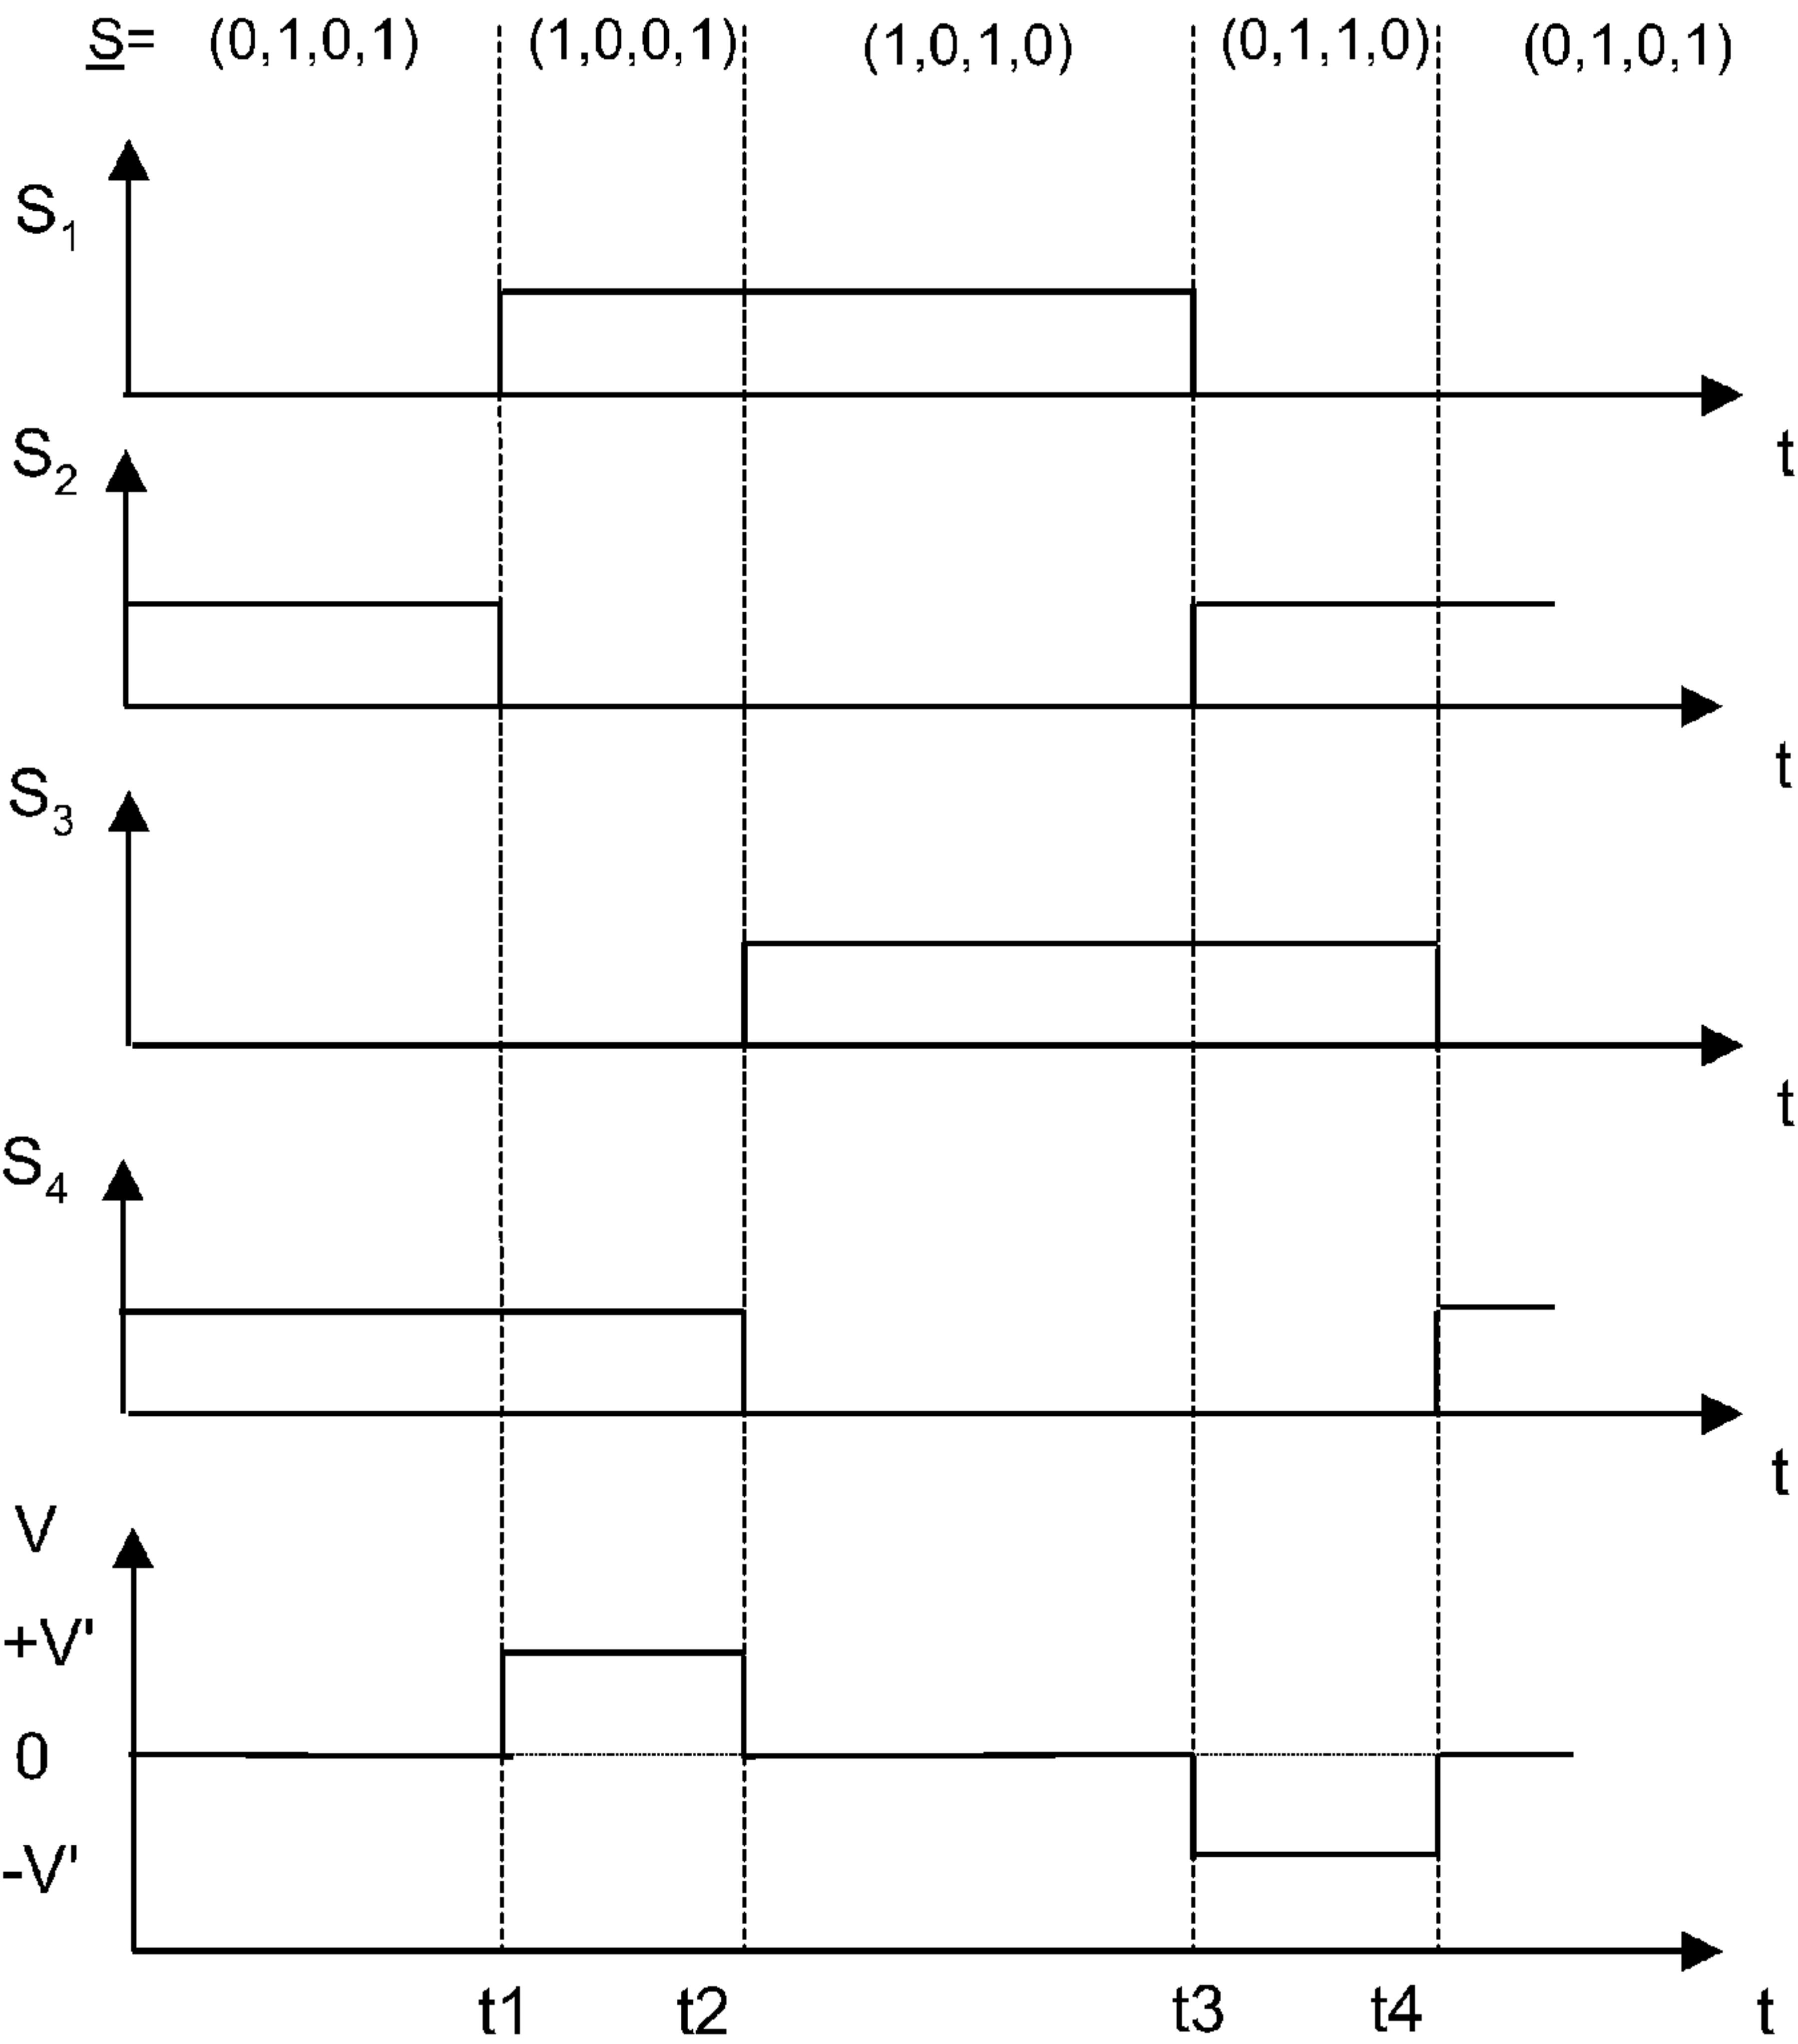 S= (0,1,0,1) (1,0,0,1) (1,0,1,0) (0,1,1,0) (0,1,0,1)
S1
t
S2
t
S3
t
S4
t
V
+V'
0
-V'
t1 t2 t3 t4 t